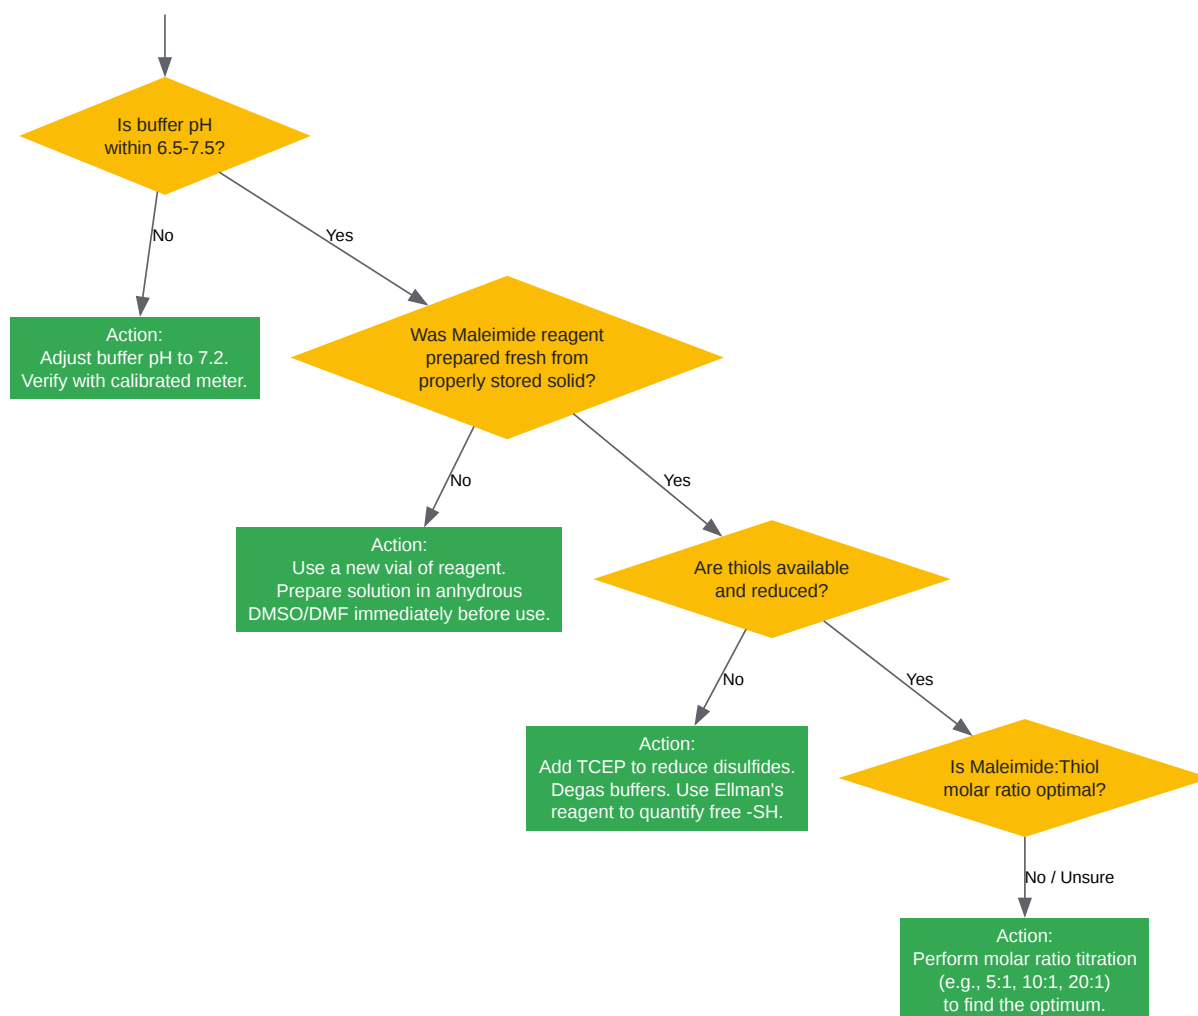 Is buffer pH
within 6.5-7.5?
No
Yes
Action:
Adjust buffer pH to 7.2.
Verify with calibrated meter.
Was Maleimide reagent
prepared fresh from
properly stored solid?
No
Yes
Action:
Use a new vial of reagent.
Prepare solution in anhydrous
DMSO/DMF immediately before use.
Are thiols available
and reduced?
No
Yes
Action:
Add TCEP to reduce disulfides.
Degas buffers. Use Ellman's
reagent to quantify free -SH.
Is Maleimide:Thiol
molar ratio optimal?
No / Unsure
Action:
Perform molar ratio titration
(e.g., 5:1, 10:1, 20:1)
to find the optimum.